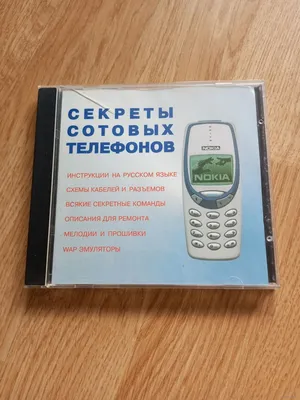 СЕКРЕТЫ
СОТОВЫХ
ТЕЛЕФОНОВ
ИНСТРУКЦИИ НА РУССКОМ ЯЗЫКЕ
СХЕМЫ КАБЕЛЕЙ И РАЗЪЕМОВ
ВСЯКИЕ СЕКРЕТНЫЕ КОМАНДЫ
ОПИСАНИЯ ДЛЯ РЕМОНТА
МЕЛОДИИ И ПРОШИВКИ
WAP ЭМУЛЯТОРЫ
NOKIA
NOKIA